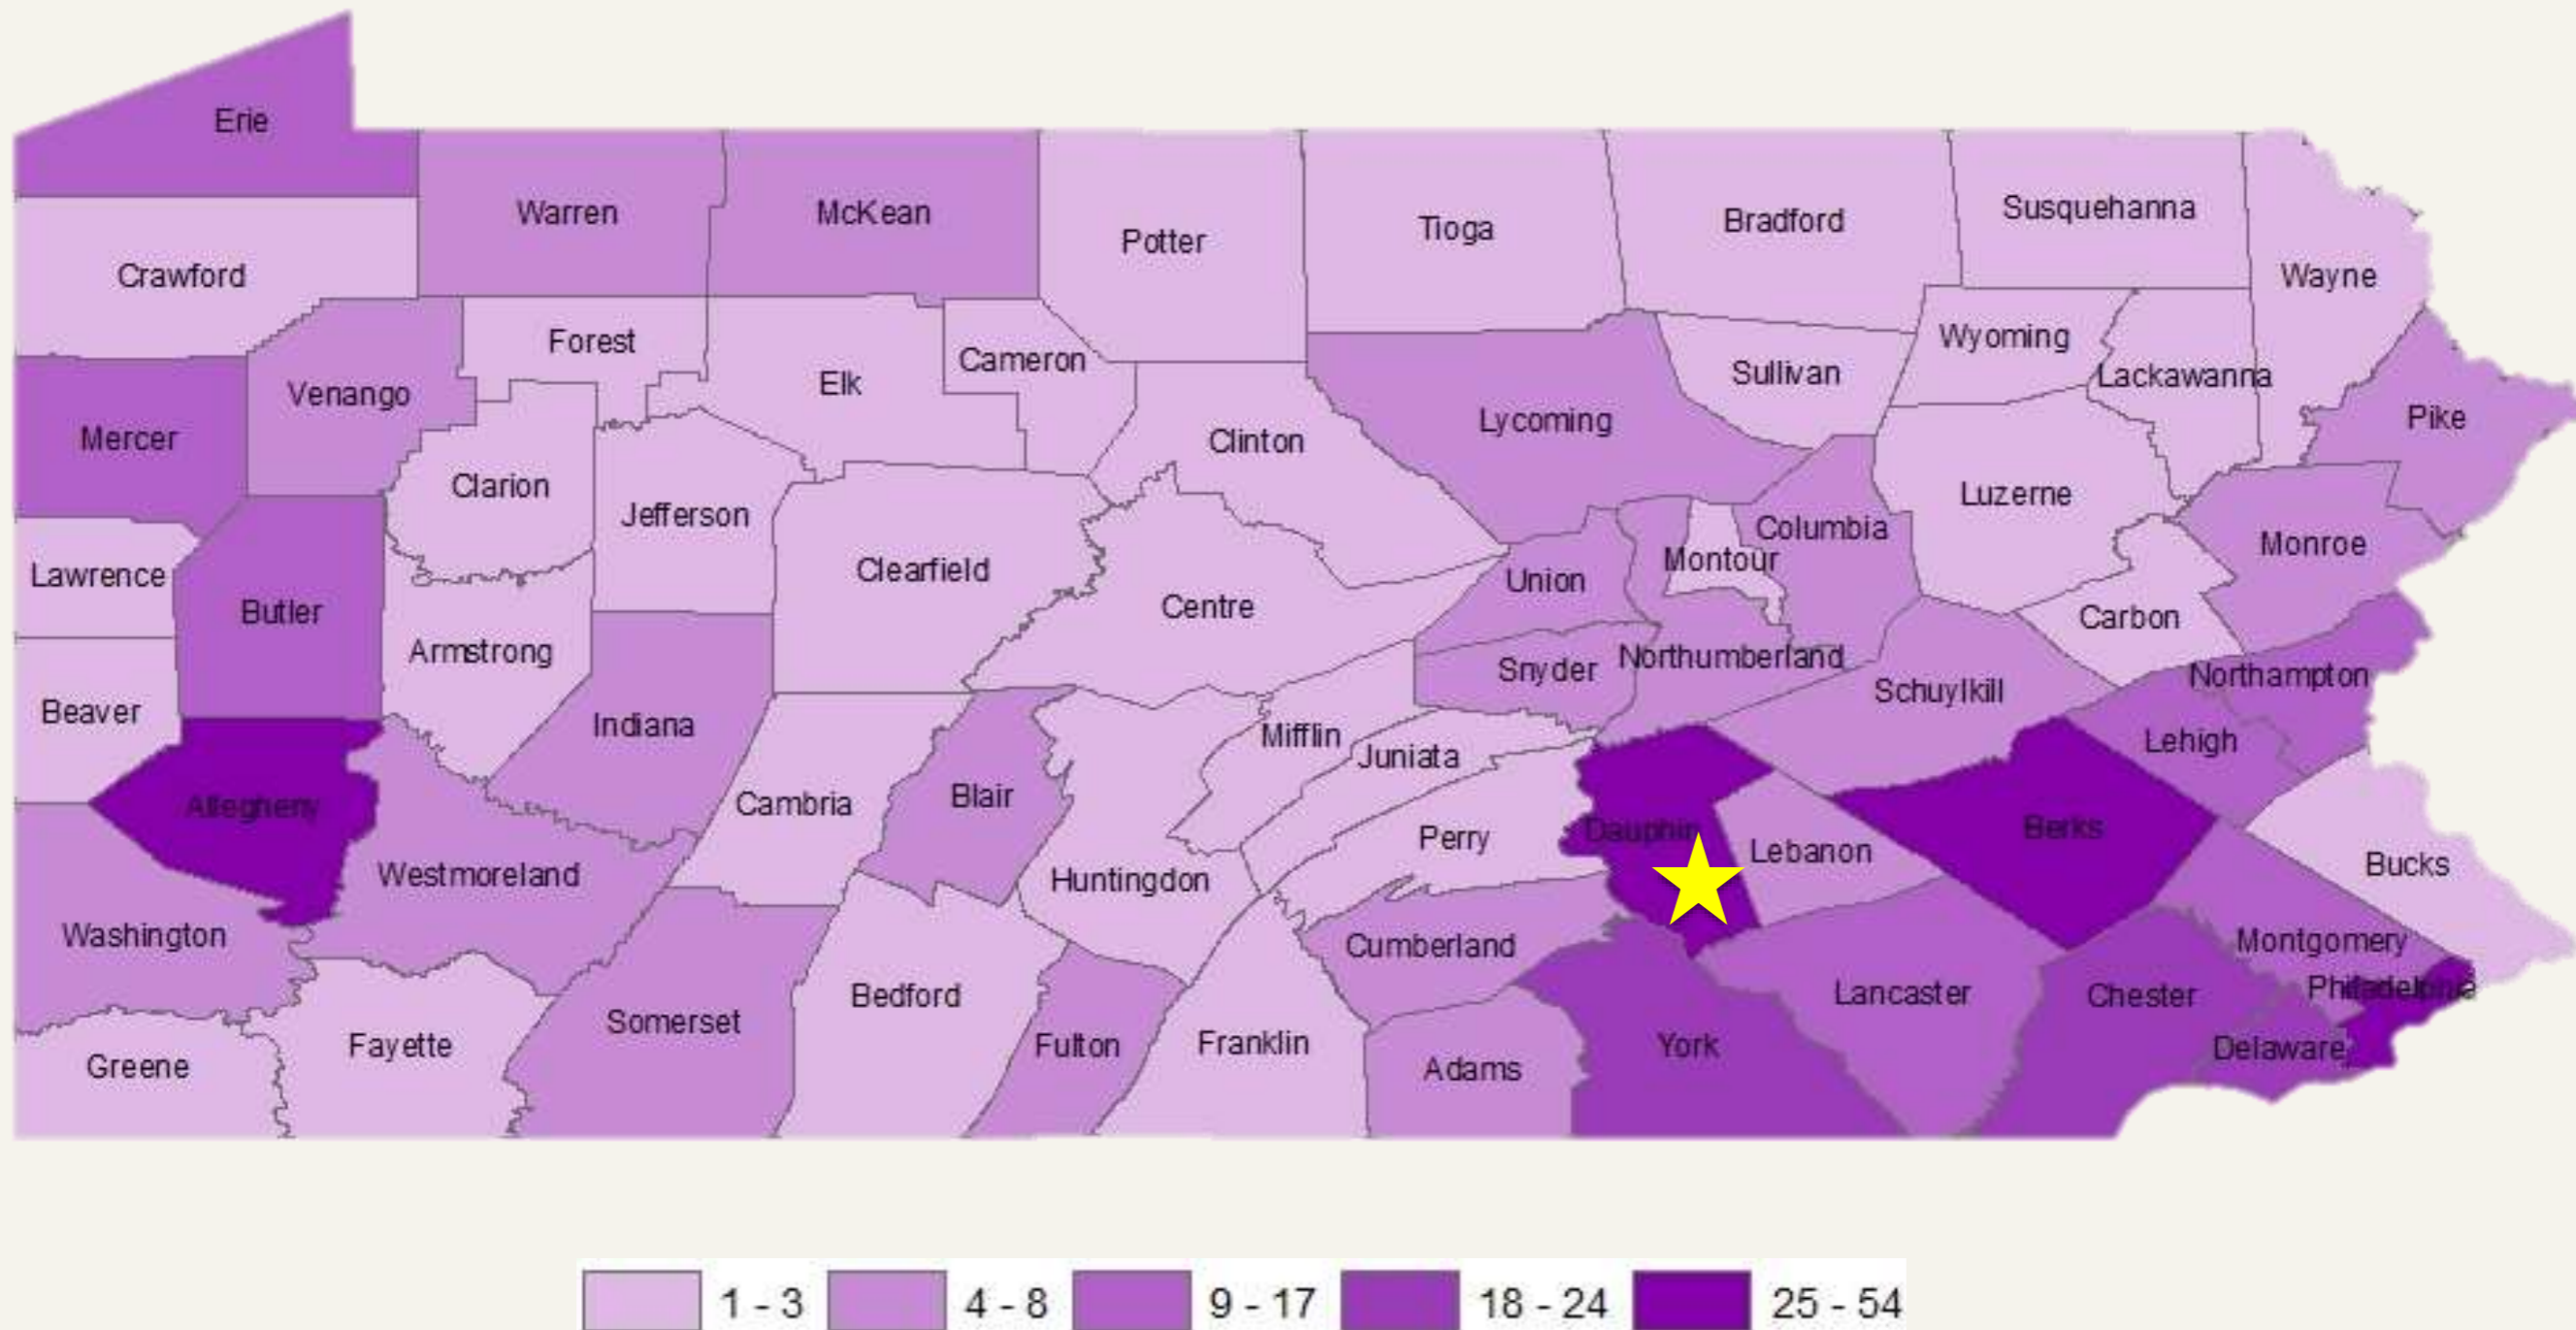 Erie
Warren
McKean
Potter
Tioga
Bradford
Susquehanna
Wayne
Crawford
Forest
Elk
Cameron
Wyoming
Lackawanna
Sullivan
Venango
Mercer
Lycoming
Pike
Clinton
Clarion
Jefferson
Luzerne
Columbia
Montour
Monroe
Lawrence
Clearfield
Union
Centre
Butler
Carbon
Armstrong
Northumberland
Snyder
Northampton
Schuylkill
Beaver
Indiana
Mifflin
Juniata
Lehigh
Allegheny
Cambria
Blair
Perry
Dauphin
Berks
Lebanon
Bucks
Westmoreland
Huntingdon
Washington
Cumberland
Montgomery
Philadelphia
Bedford
Lancaster
Chester
Somerset
Fulton
Franklin
York
Delaware
Fayette
Greene
Adams
1 - 3
4 - 8
9 - 17
18 - 24
25 - 54